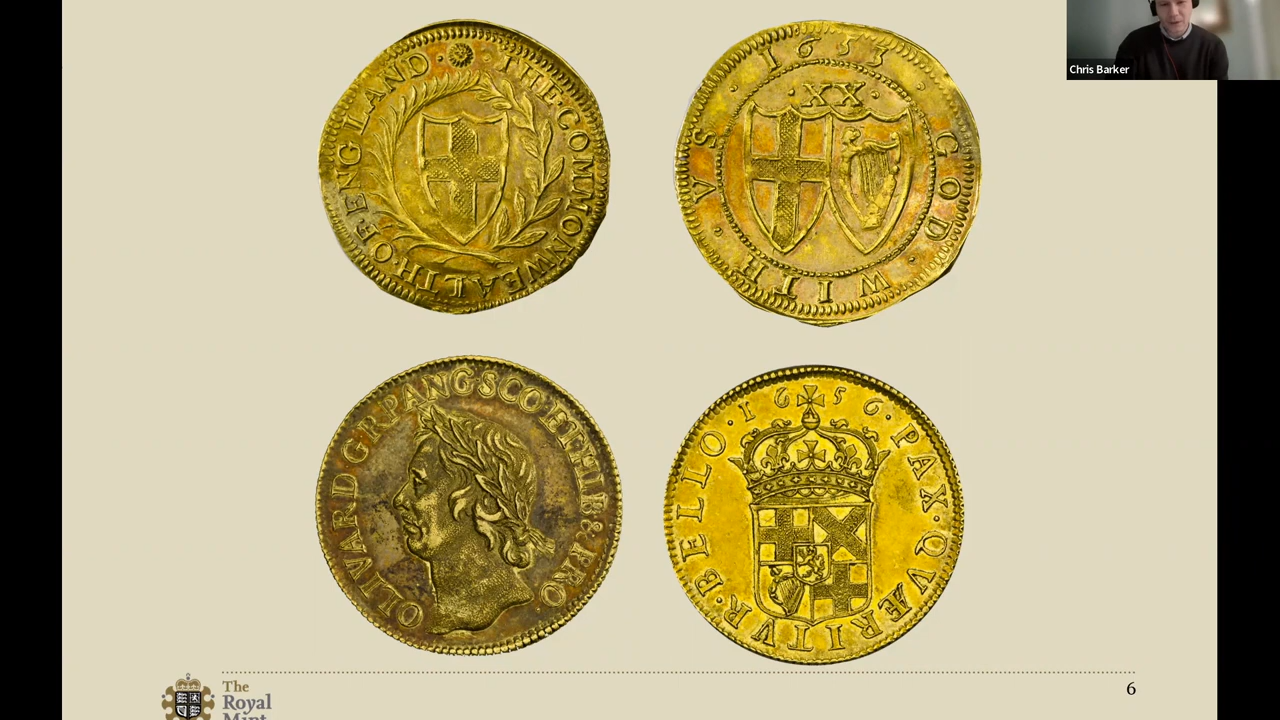 THE·COMMONWEALTH·OF·ENGLAND·
1653
·XX·
·GOD·WITH·VS·
Chris Barker
OLIVAR D G R P ANG SCO ET HIB & PRO
·1656·PAX·QVÆRITVR·BELLO
The
Royal
Mint
6